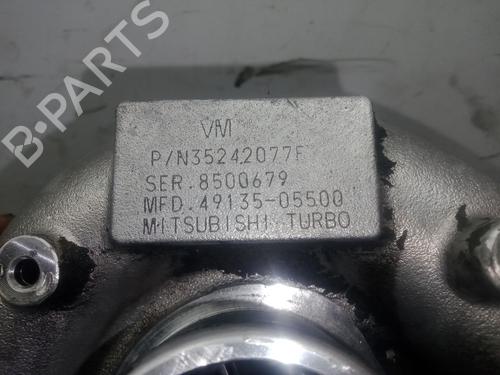 B-PARTS
VM
P/N35242077F
SER.8500679
MFD.49135-05500
MITSUBISHI TURBO